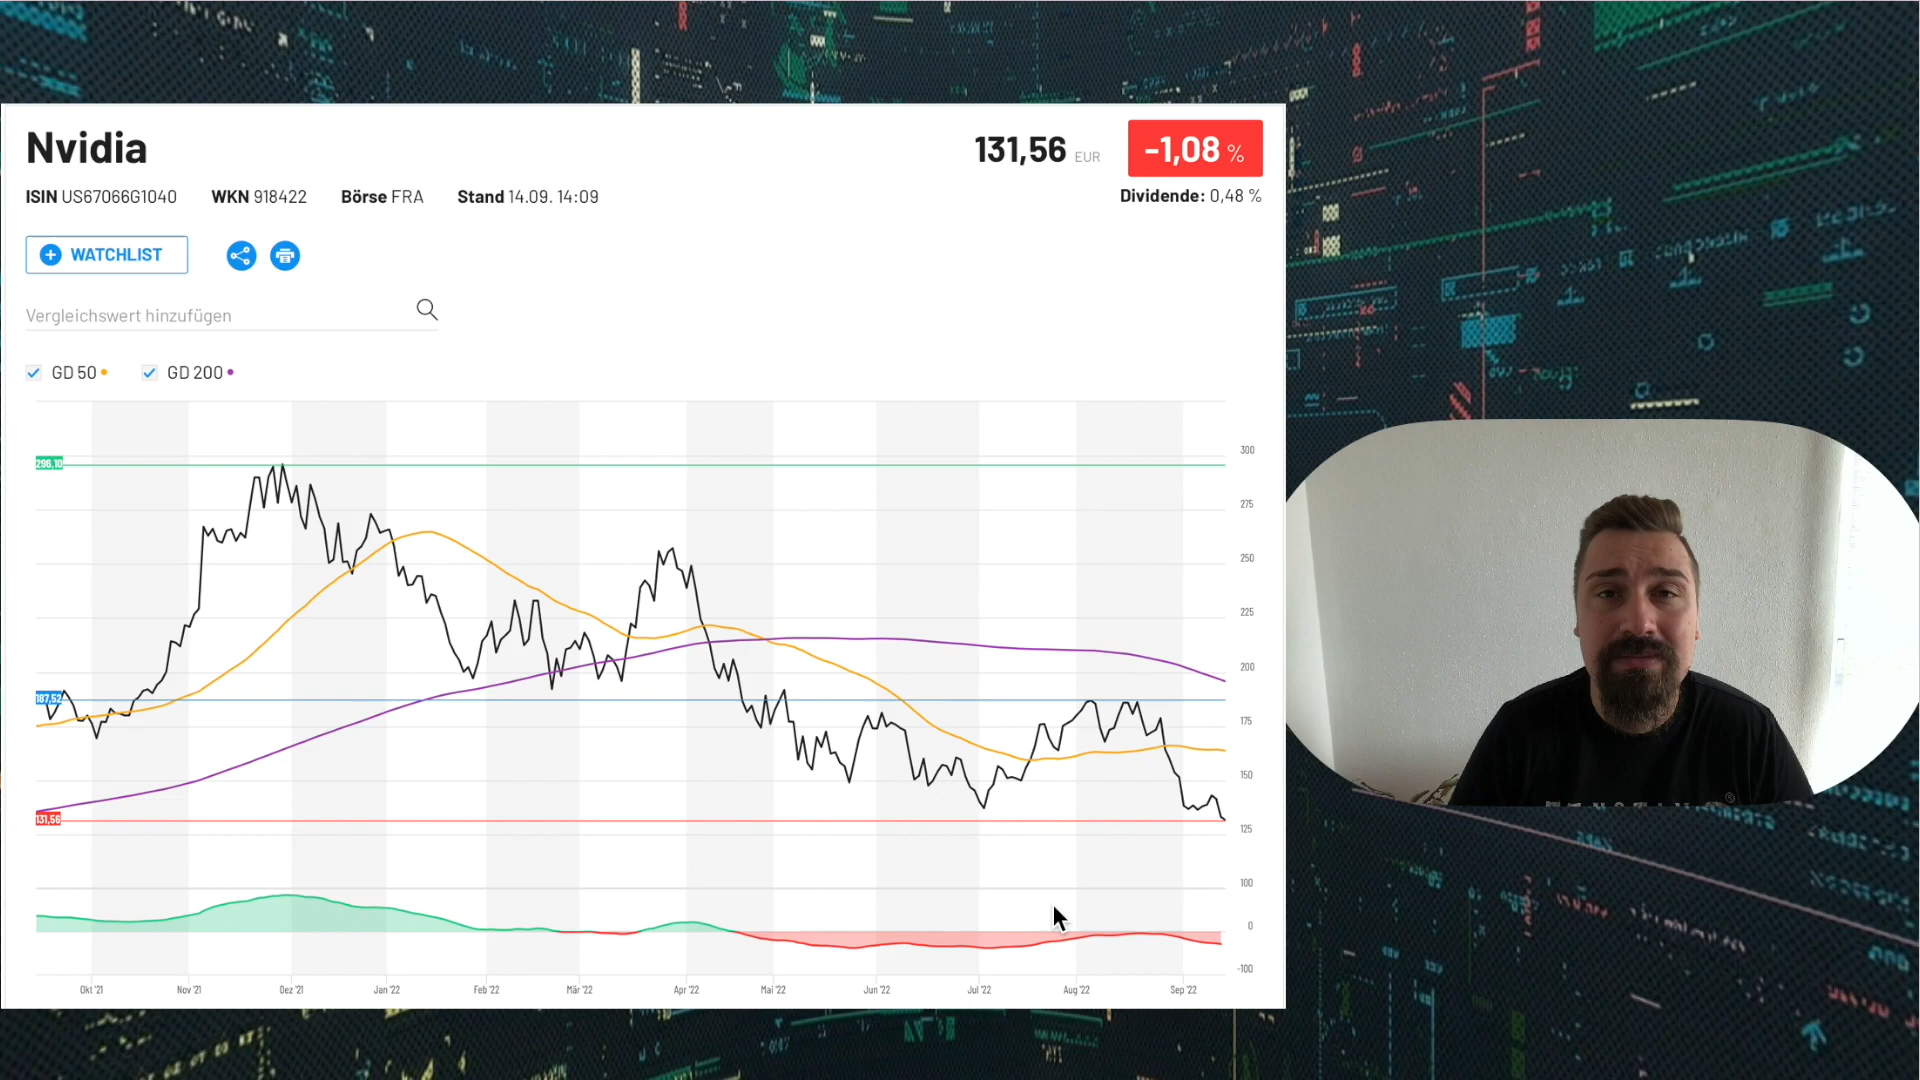 Nvidia
131,56 EUR
-1,08 %
ISIN US67066G1040 WKN 918422 Börse FRA Stand 14.09. 14:09
Dividende: 0,48 %
WATCHLIST
Vergleichswert hinzufügen
GD 50 GD 200
300
296,10
275
250
225
200
187,52
175
150
131,56
125
100
0
-100
Okt '21 Nov '21 Dez '21 Jan '22 Feb '22 Mär '22 Apr '22 Mai '22 Jun '22 Jul '22 Aug '22 Sep '22